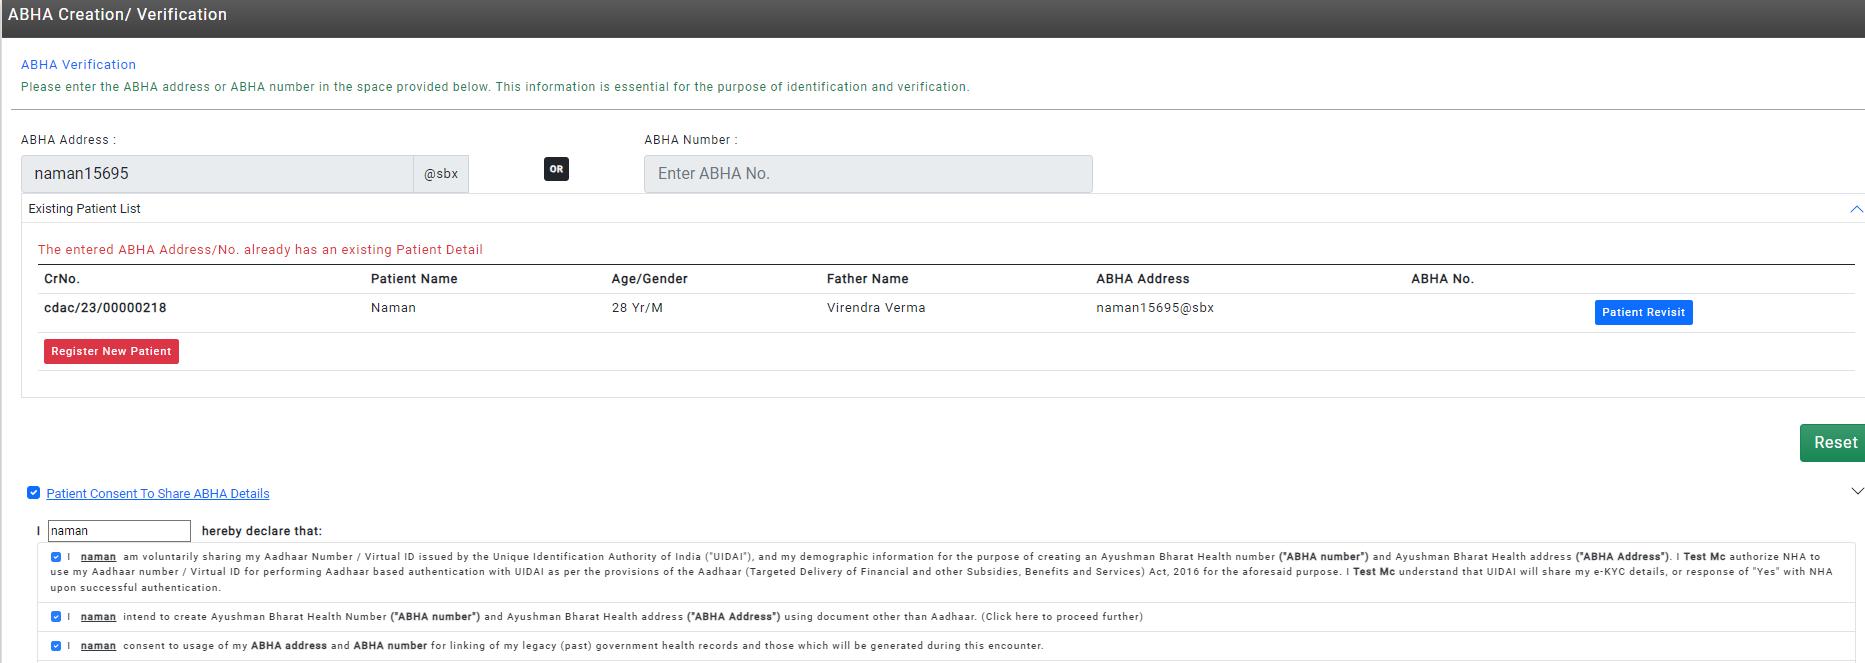 ABHA Creation/ Verification
ABHA Verification
Please enter the ABHA address or ABHA number in the space provided below. This information is essential for the purpose of identification and verification.
ABHA Address :
ABHA Number :
naman15695 @sbx
OR
Enter ABHA No.
Existing Patient List
The entered ABHA Address/No. already has an existing Patient Detail
CrNo. Patient Name Age/Gender Father Name ABHA Address ABHA No.
cdac/23/00000218 Naman 28 Yr/M Virendra Verma naman15695@sbx Patient Revisit
Register New Patient
Reset
Patient Consent To Share ABHA Details
I naman hereby declare that:
I naman am voluntarily sharing my Aadhaar Number / Virtual ID issued by the Unique Identification Authority of India ("UIDAI"), and my demographic information for the purpose of creating an Ayushman Bharat Health number ("ABHA number") and Ayushman Bharat Health address ("ABHA Address"). I Test Mc authorize NHA to
use my Aadhaar number / Virtual ID for performing Aadhaar based authentication with UIDAI as per the provisions of the Aadhaar (Targeted Delivery of Financial and other Subsidies, Benefits and Services) Act, 2016 for the aforesaid purpose. I Test Mc understand that UIDAI will share my e-KYC details, or response of "Yes" with NHA
upon successful authentication.
I naman intend to create Ayushman Bharat Health Number ("ABHA number") and Ayushman Bharat Health address ("ABHA Address") using document other than Aadhaar. (Click here to proceed further)
I naman consent to usage of my ABHA address and ABHA number for linking of my legacy (past) government health records and those which will be generated during this encounter.